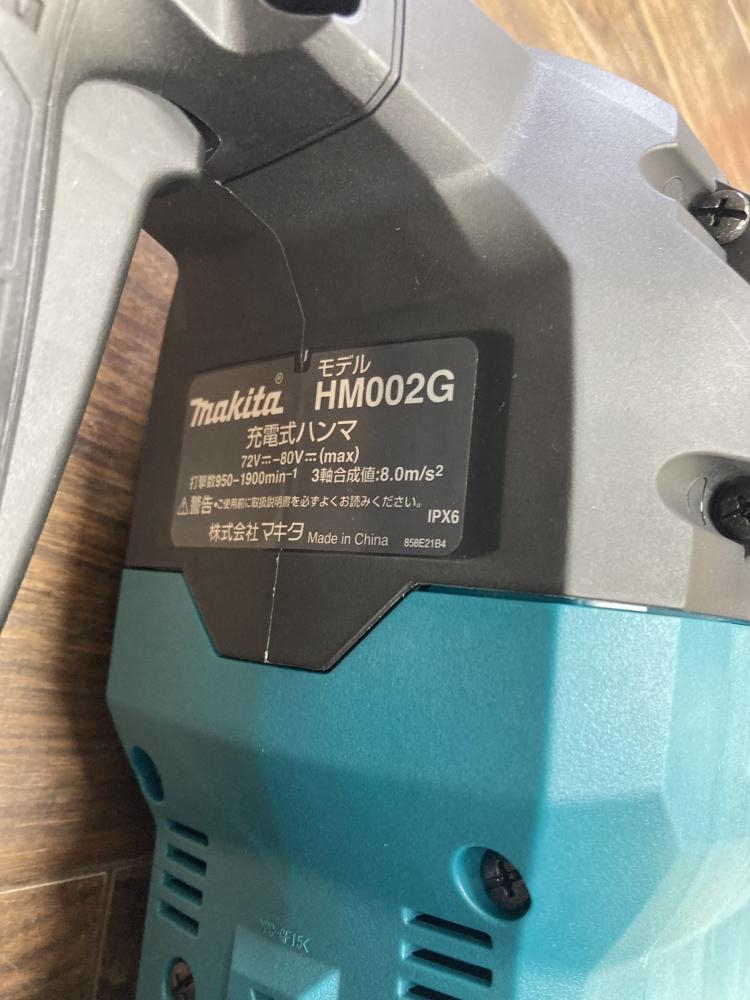 makita® モデル HM002G
充電式ハンマ
72V⎓-80V⎓(max)
打撃数950-1900min⁻¹ 3軸合成値:8.0m/s²
⚠警告 •ご使用前に取扱説明書を必ずよくお読みください。
IPX6
株式会社マキタ Made in China 858E21B4